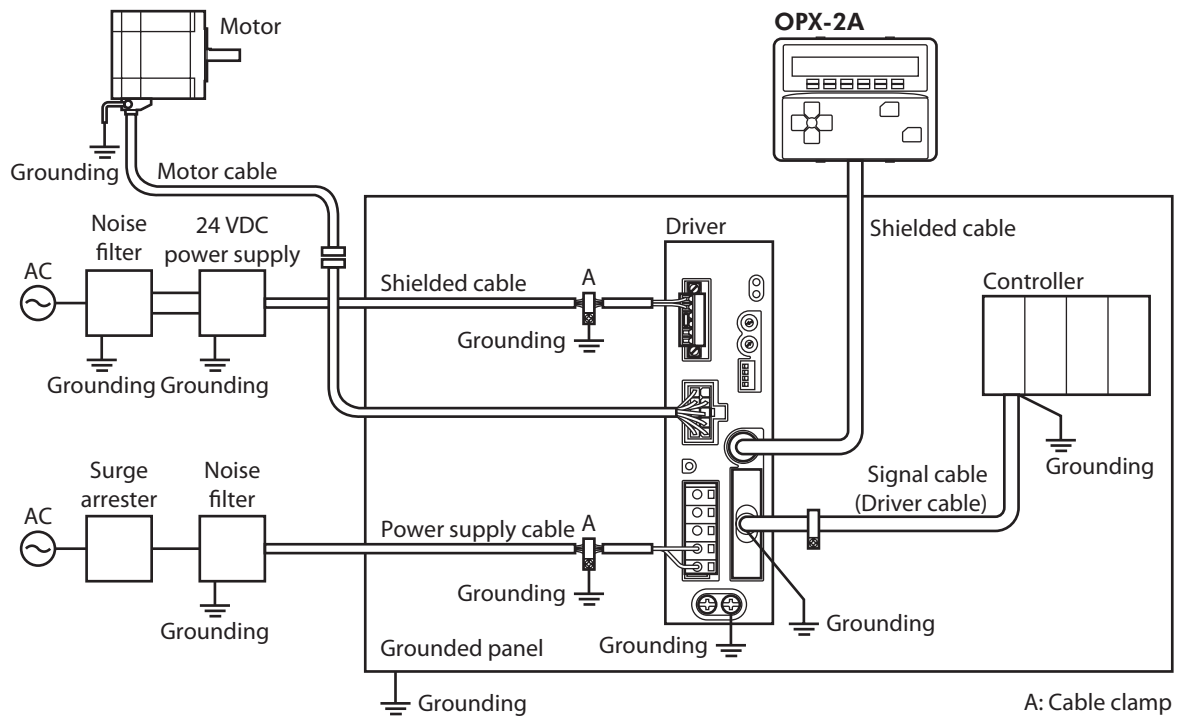 OPX-2A
Motor
Grounding
Motor cable
Noise
filter
24 VDC
power supply
Driver
Shielded cable
AC
Shielded cable
A
Controller
Grounding
Grounding
Grounding
Grounding
Surge
arrester
Noise
filter
Signal cable
(Driver cable)
AC
Power supply cable
A
Grounding
Grounding
Grounding
Grounding
Grounded panel
Grounding
A: Cable clamp